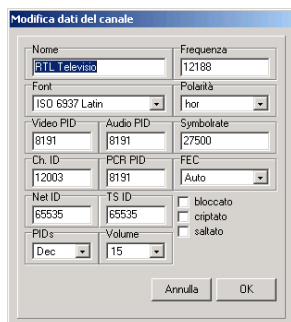 Modifica dati del canale
Nome Frequenza
RTL Televisio 12188
Font Polarità
ISO 6937 Latin hor
Video PID Audio PID Symbolrate
8191 8191 27500
Ch. ID PCR PID FEC
12003 8191 Auto
Net ID TS ID bloccato
65535 65535 criptato
PIDs Volume saltato
Dec 15
Annulla OK